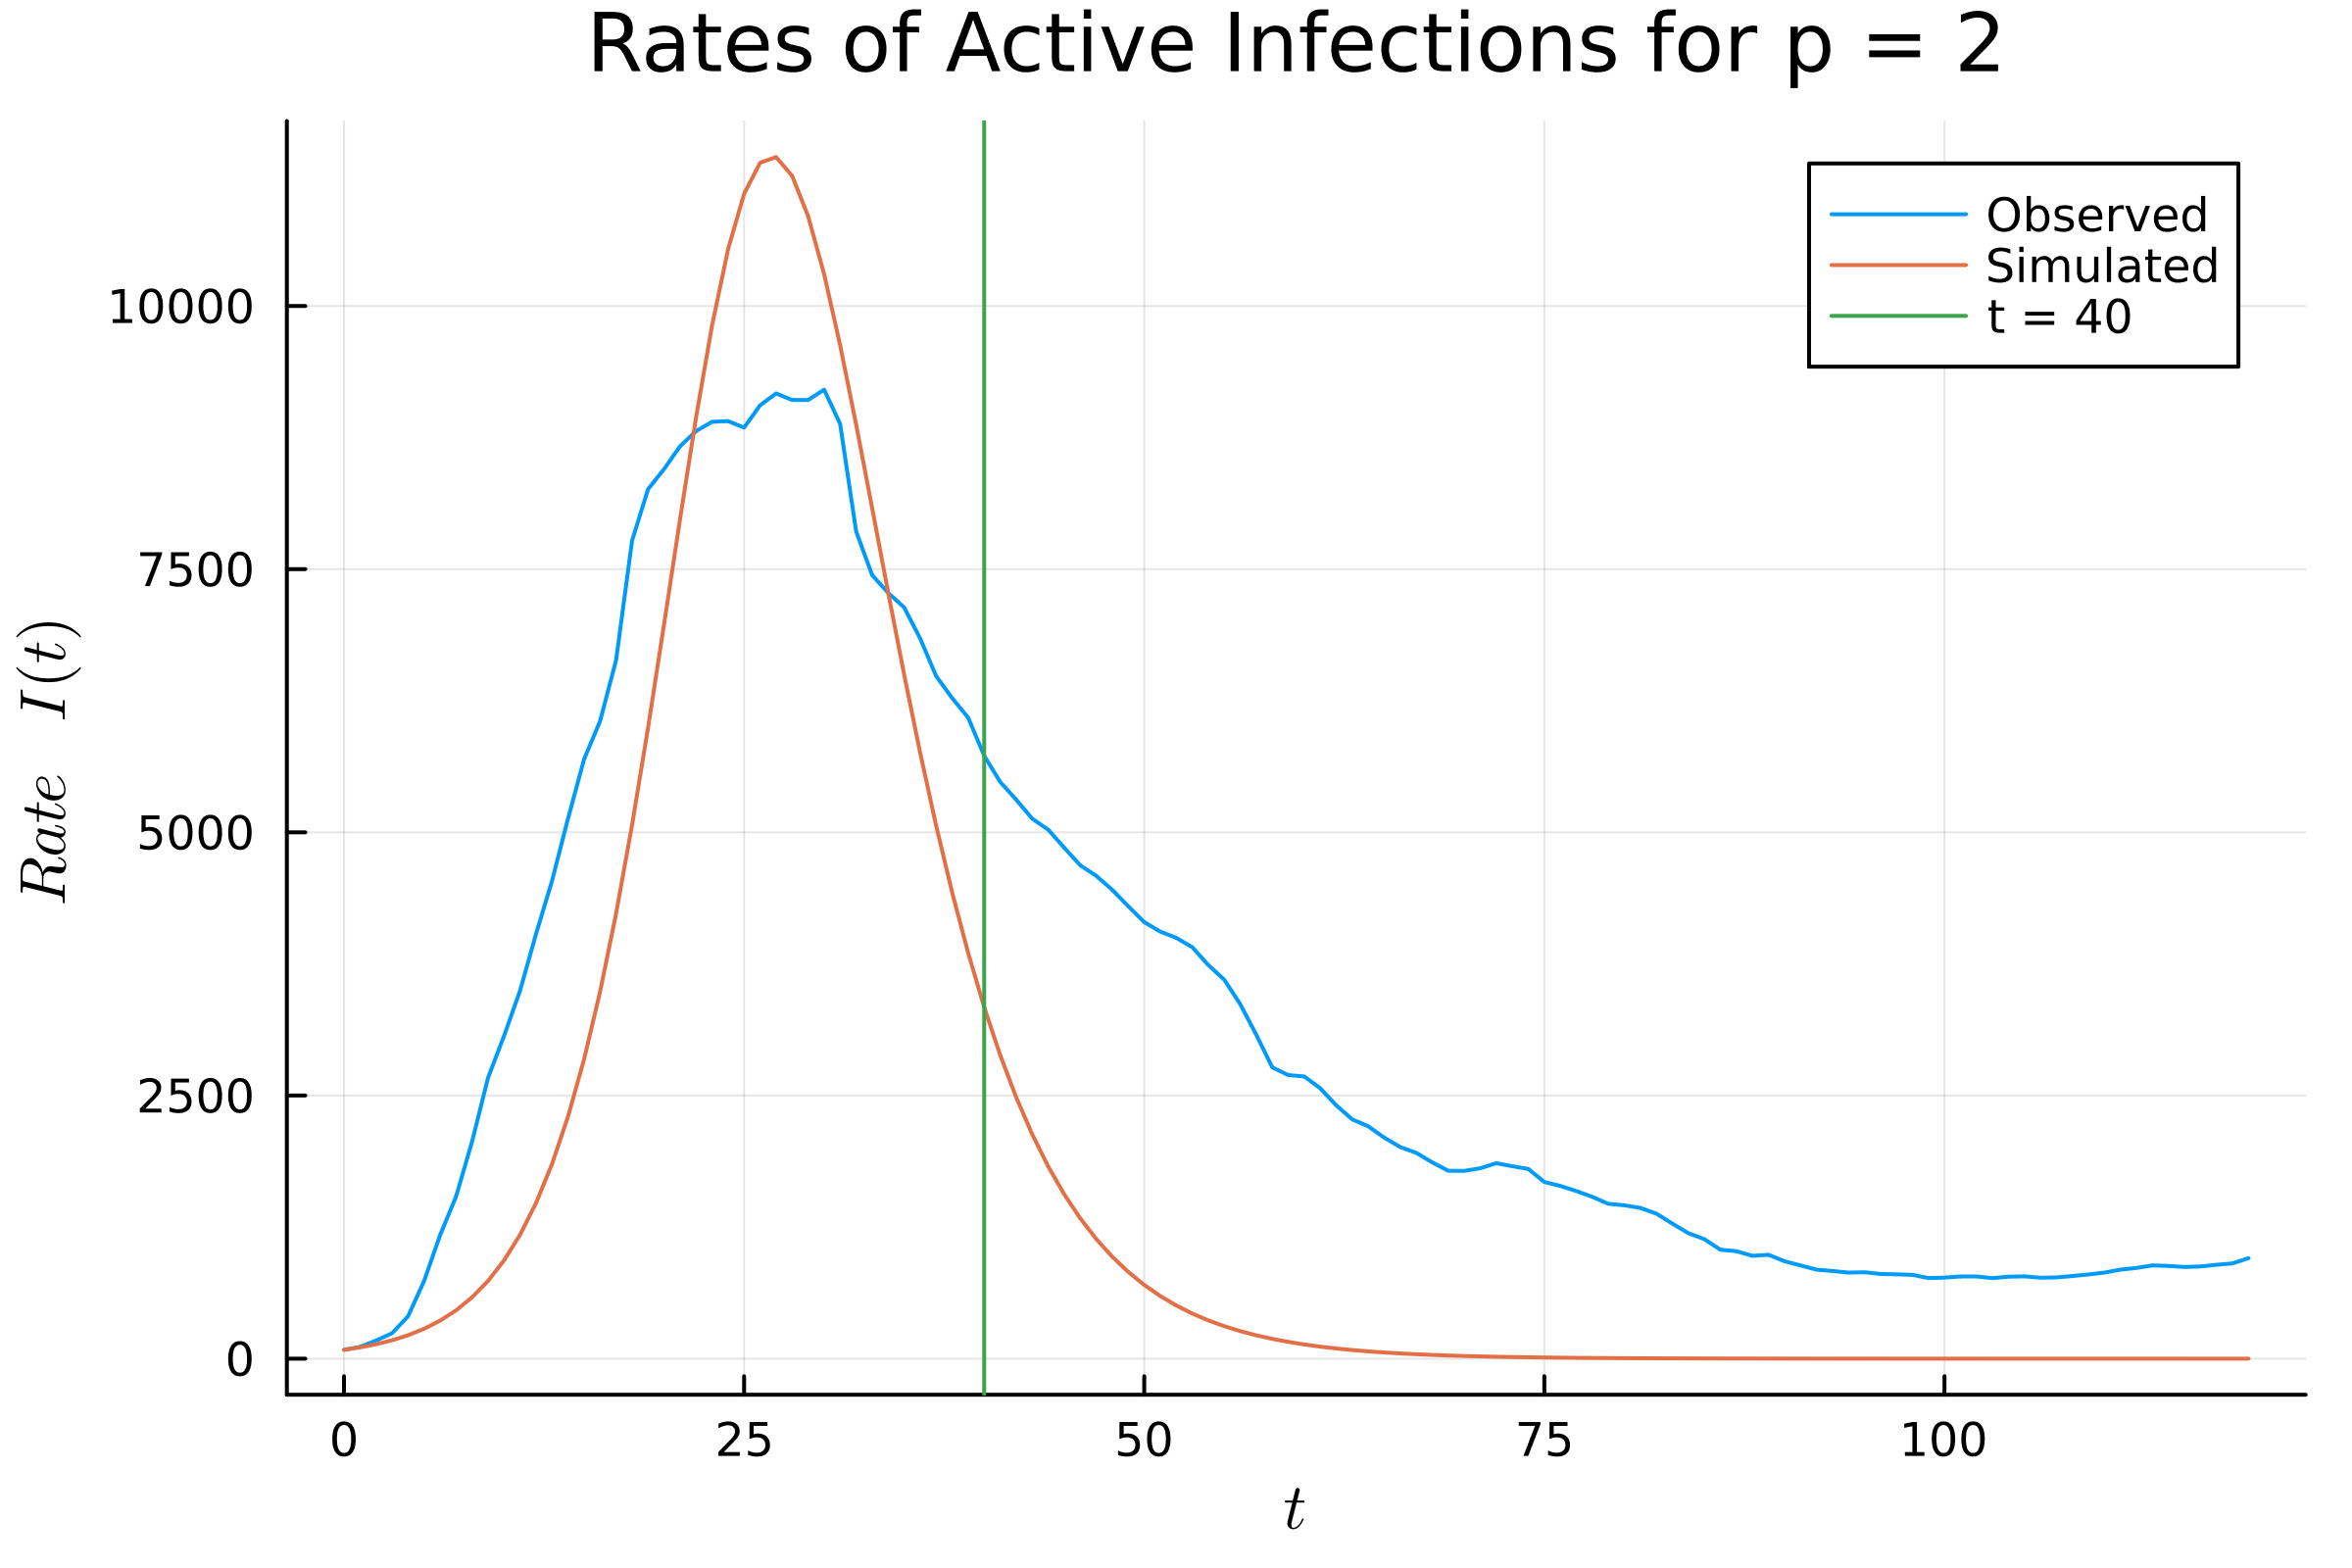 Rates of Active Infections for p = 2
Observed
Simulated
t = 40
10000
7500
5000
2500
0
Rate I(t)
0 25 50 75 100
t